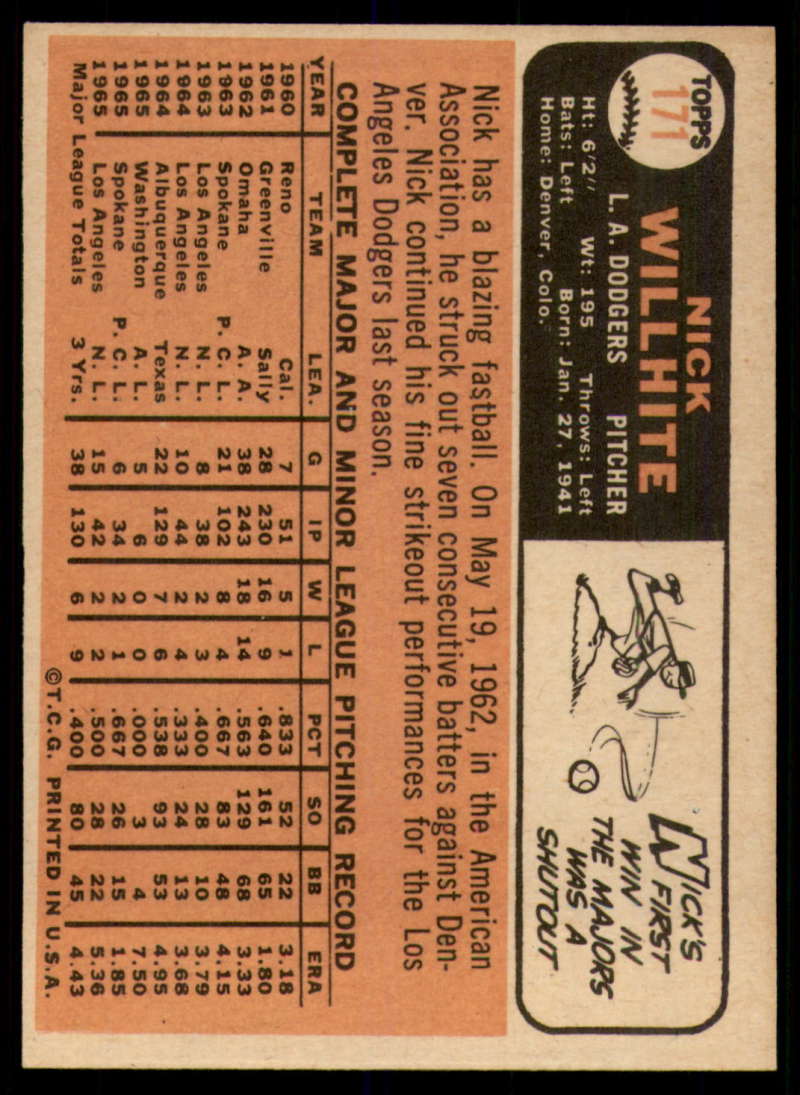 TOPPS
171
NICK
WILLHITE
L. A. DODGERS PITCHER
Ht: 6'2" Wt: 195 Throws: Left
Bats: Left Born: Jan. 27, 1941
Home: Denver, Colo.
NICK'S
FIRST
WIN IN
THE MAJORS
WAS A
SHUTOUT
Nick has a blazing fastball. On May 19, 1962, in the American
Association, he struck out seven consecutive batters against Den-
ver. Nick continued his fine strikeout performances for the Los
Angeles Dodgers last season.
COMPLETE MAJOR AND MINOR LEAGUE PITCHING RECORD
YEAR TEAM LEA. G IP W L PCT SO BB ERA
1960 Reno Cal. 7 51 5 1 .833 52 22 3.18
1961 Greenville Sally 28 230 16 9 .640 161 65 1.80
1962 Omaha A. A. 38 243 18 14 .563 129 68 3.33
1963 Spokane P. C. L. 21 102 8 4 .667 83 48 4.15
1963 Los Angeles N. L. 8 38 2 3 .400 28 10 3.79
1964 Los Angeles N. L. 10 44 2 4 .333 24 13 3.68
1964 Albuquerque Texas 22 129 7 6 .538 93 53 4.95
1965 Washington A. L. 5 6 0 0 .000 3 4 7.50
1965 Spokane P. C. L. 6 34 2 1 .667 26 15 1.85
1965 Los Angeles N. L. 15 42 2 2 .500 28 22 5.36
Major League Totals 3 Yrs. 38 130 6 9 .400 80 45 4.43
©T.C.G. PRINTED IN U.S.A.